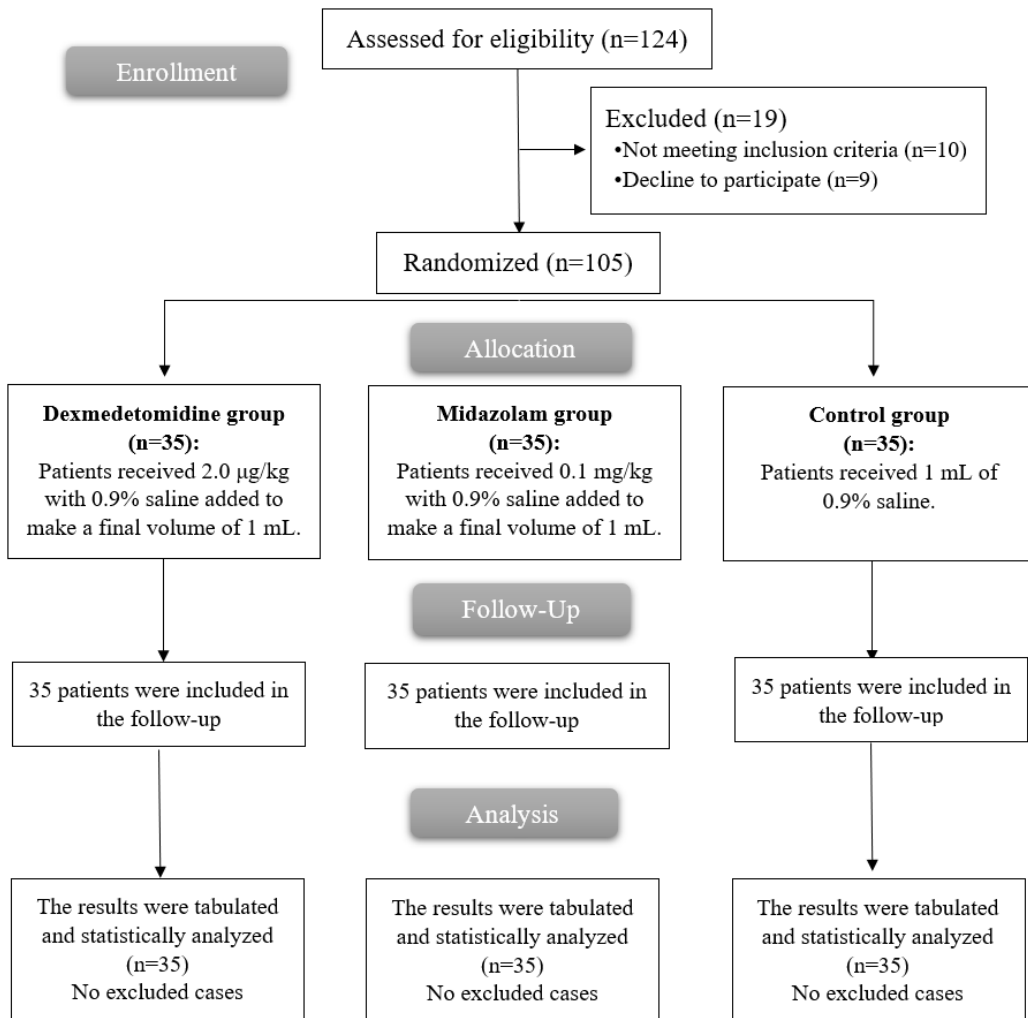 Assessed for eligibility (n=124)
Enrollment
Excluded (n=19)
•Not meeting inclusion criteria (n=10)
•Decline to participate (n=9)
Randomized (n=105)
Allocation
Dexmedetomidine group
(n=35):
Patients received 2.0 μg/kg
with 0.9% saline added to
make a final volume of 1 mL.
Midazolam group
(n=35):
Patients received 0.1 mg/kg
with 0.9% saline added to
make a final volume of 1 mL.
Control group
(n=35):
Patients received 1 mL of
0.9% saline.
Follow-Up
35 patients were included in
the follow-up
35 patients were included in
the follow-up
35 patients were included in
the follow-up
Analysis
The results were tabulated
and statistically analyzed
(n=35)
No excluded cases
The results were tabulated
and statistically analyzed
(n=35)
No excluded cases
The results were tabulated
and statistically analyzed
(n=35)
No excluded cases